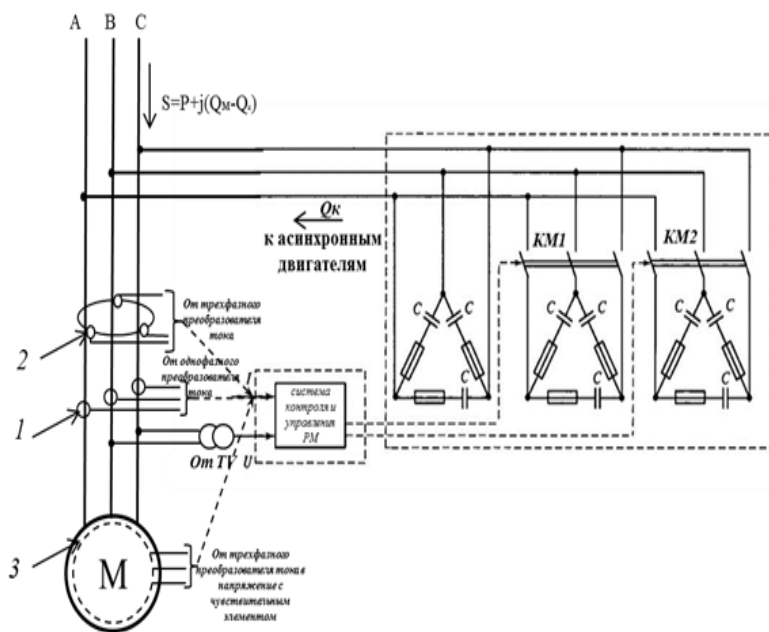 A B C
S=P+j(Qм-Qк)
Qк
к асинхронным
двигателям
KM1
KM2
C C
C
C C
C
C C
C
От трехфазного
преобразователя
тока
2
От однофазного
преобразователя
тока
I
1
система
контроля и
управления
РМ
От TV U
3
M
От трехфазного
преобразователя тока в
напряжение с
чувствительным
элементом